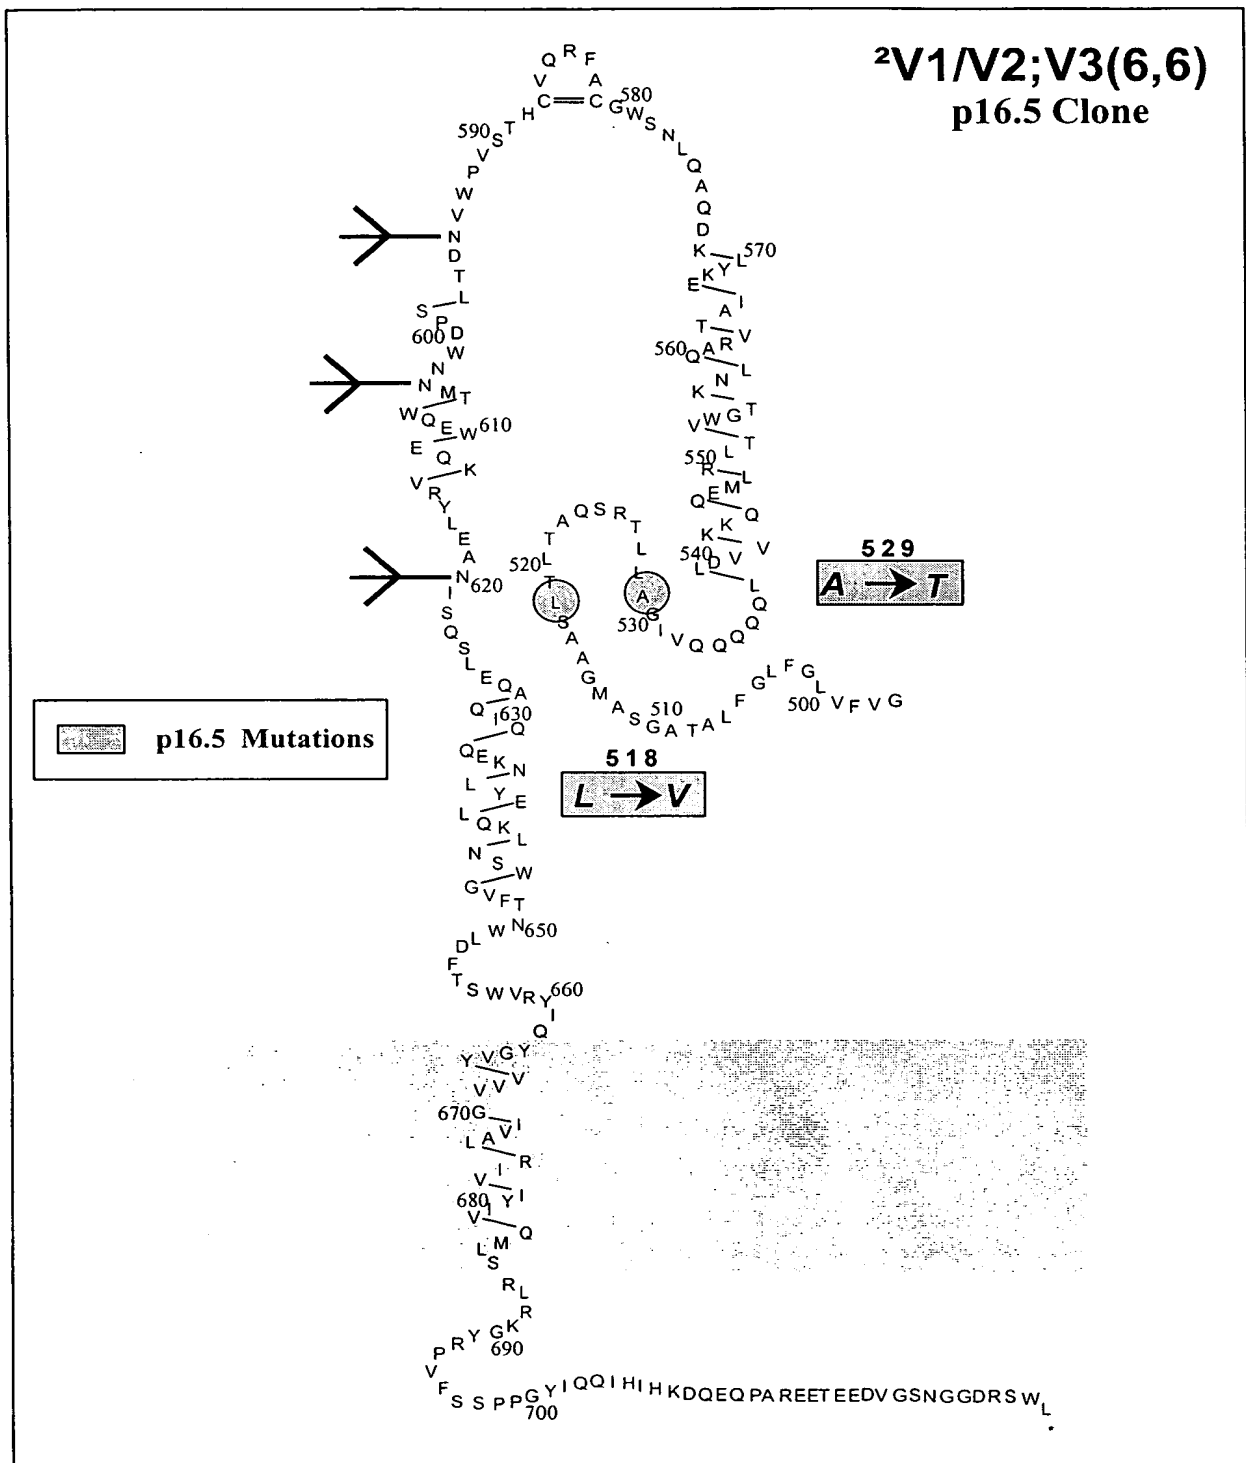 ²V1/V2;V3(6,6)
p16.5 Clone
V Q R F A
H C C G 580
590 V S T W S N L Q A Q D
P W V N D T L
K Y L 570
E K I A
T V
S P D
600 W N
560 Q A R L
N M T
K N
W Q E W 610
V W G T T
E Q K
550 L
V R Y L E A
R M L
Q E Q
T A Q S R T L L
K K V
540 L D V L
529
A → T
520 L T L S
A G
530 I V Q Q Q Q Q
N 620
I S Q S L E Q A
A A G M A S G 510 A T A L F G L F G L 500 V F V G
Q I 630 Q
p16.5 Mutations
Q E K N
518
L → V
L Y E
L Q K L
N S W
G V F T
D L W N 650
F T S W V R Y 660
I Q
Y V G Y
V V V
670 G I
L A V
I R
V I
680 I Y
V Q
L M
S R L R
P R Y G K
690
V F S S P P G Y I Q Q I H I H K D Q E Q P A R E E T E E D V G S N G G D R S W L
700